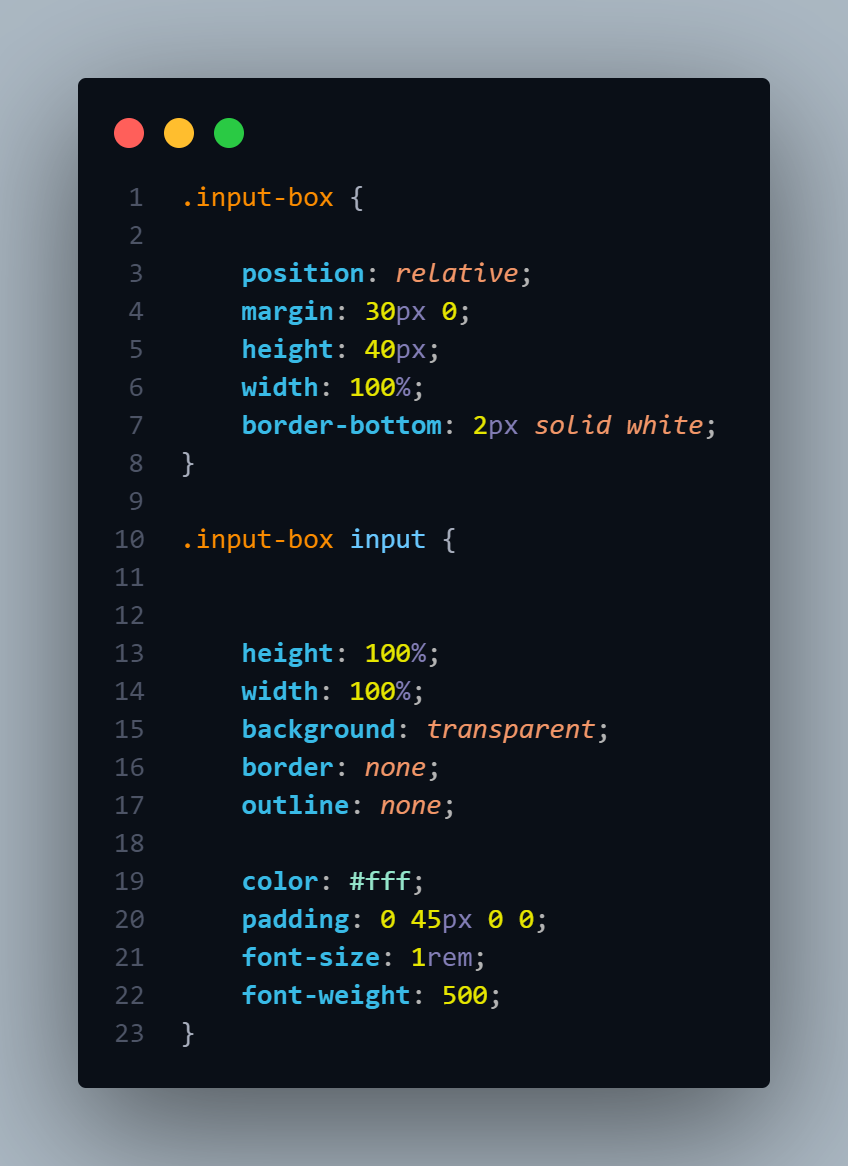 1 .input-box {
2
3     position: relative;
4     margin: 30px 0;
5     height: 40px;
6     width: 100%;
7     border-bottom: 2px solid white;
8 }
9
10 .input-box input {
11
12
13     height: 100%;
14     width: 100%;
15     background: transparent;
16     border: none;
17     outline: none;
18
19     color: #fff;
20     padding: 0 45px 0 0;
21     font-size: 1rem;
22     font-weight: 500;
23 }